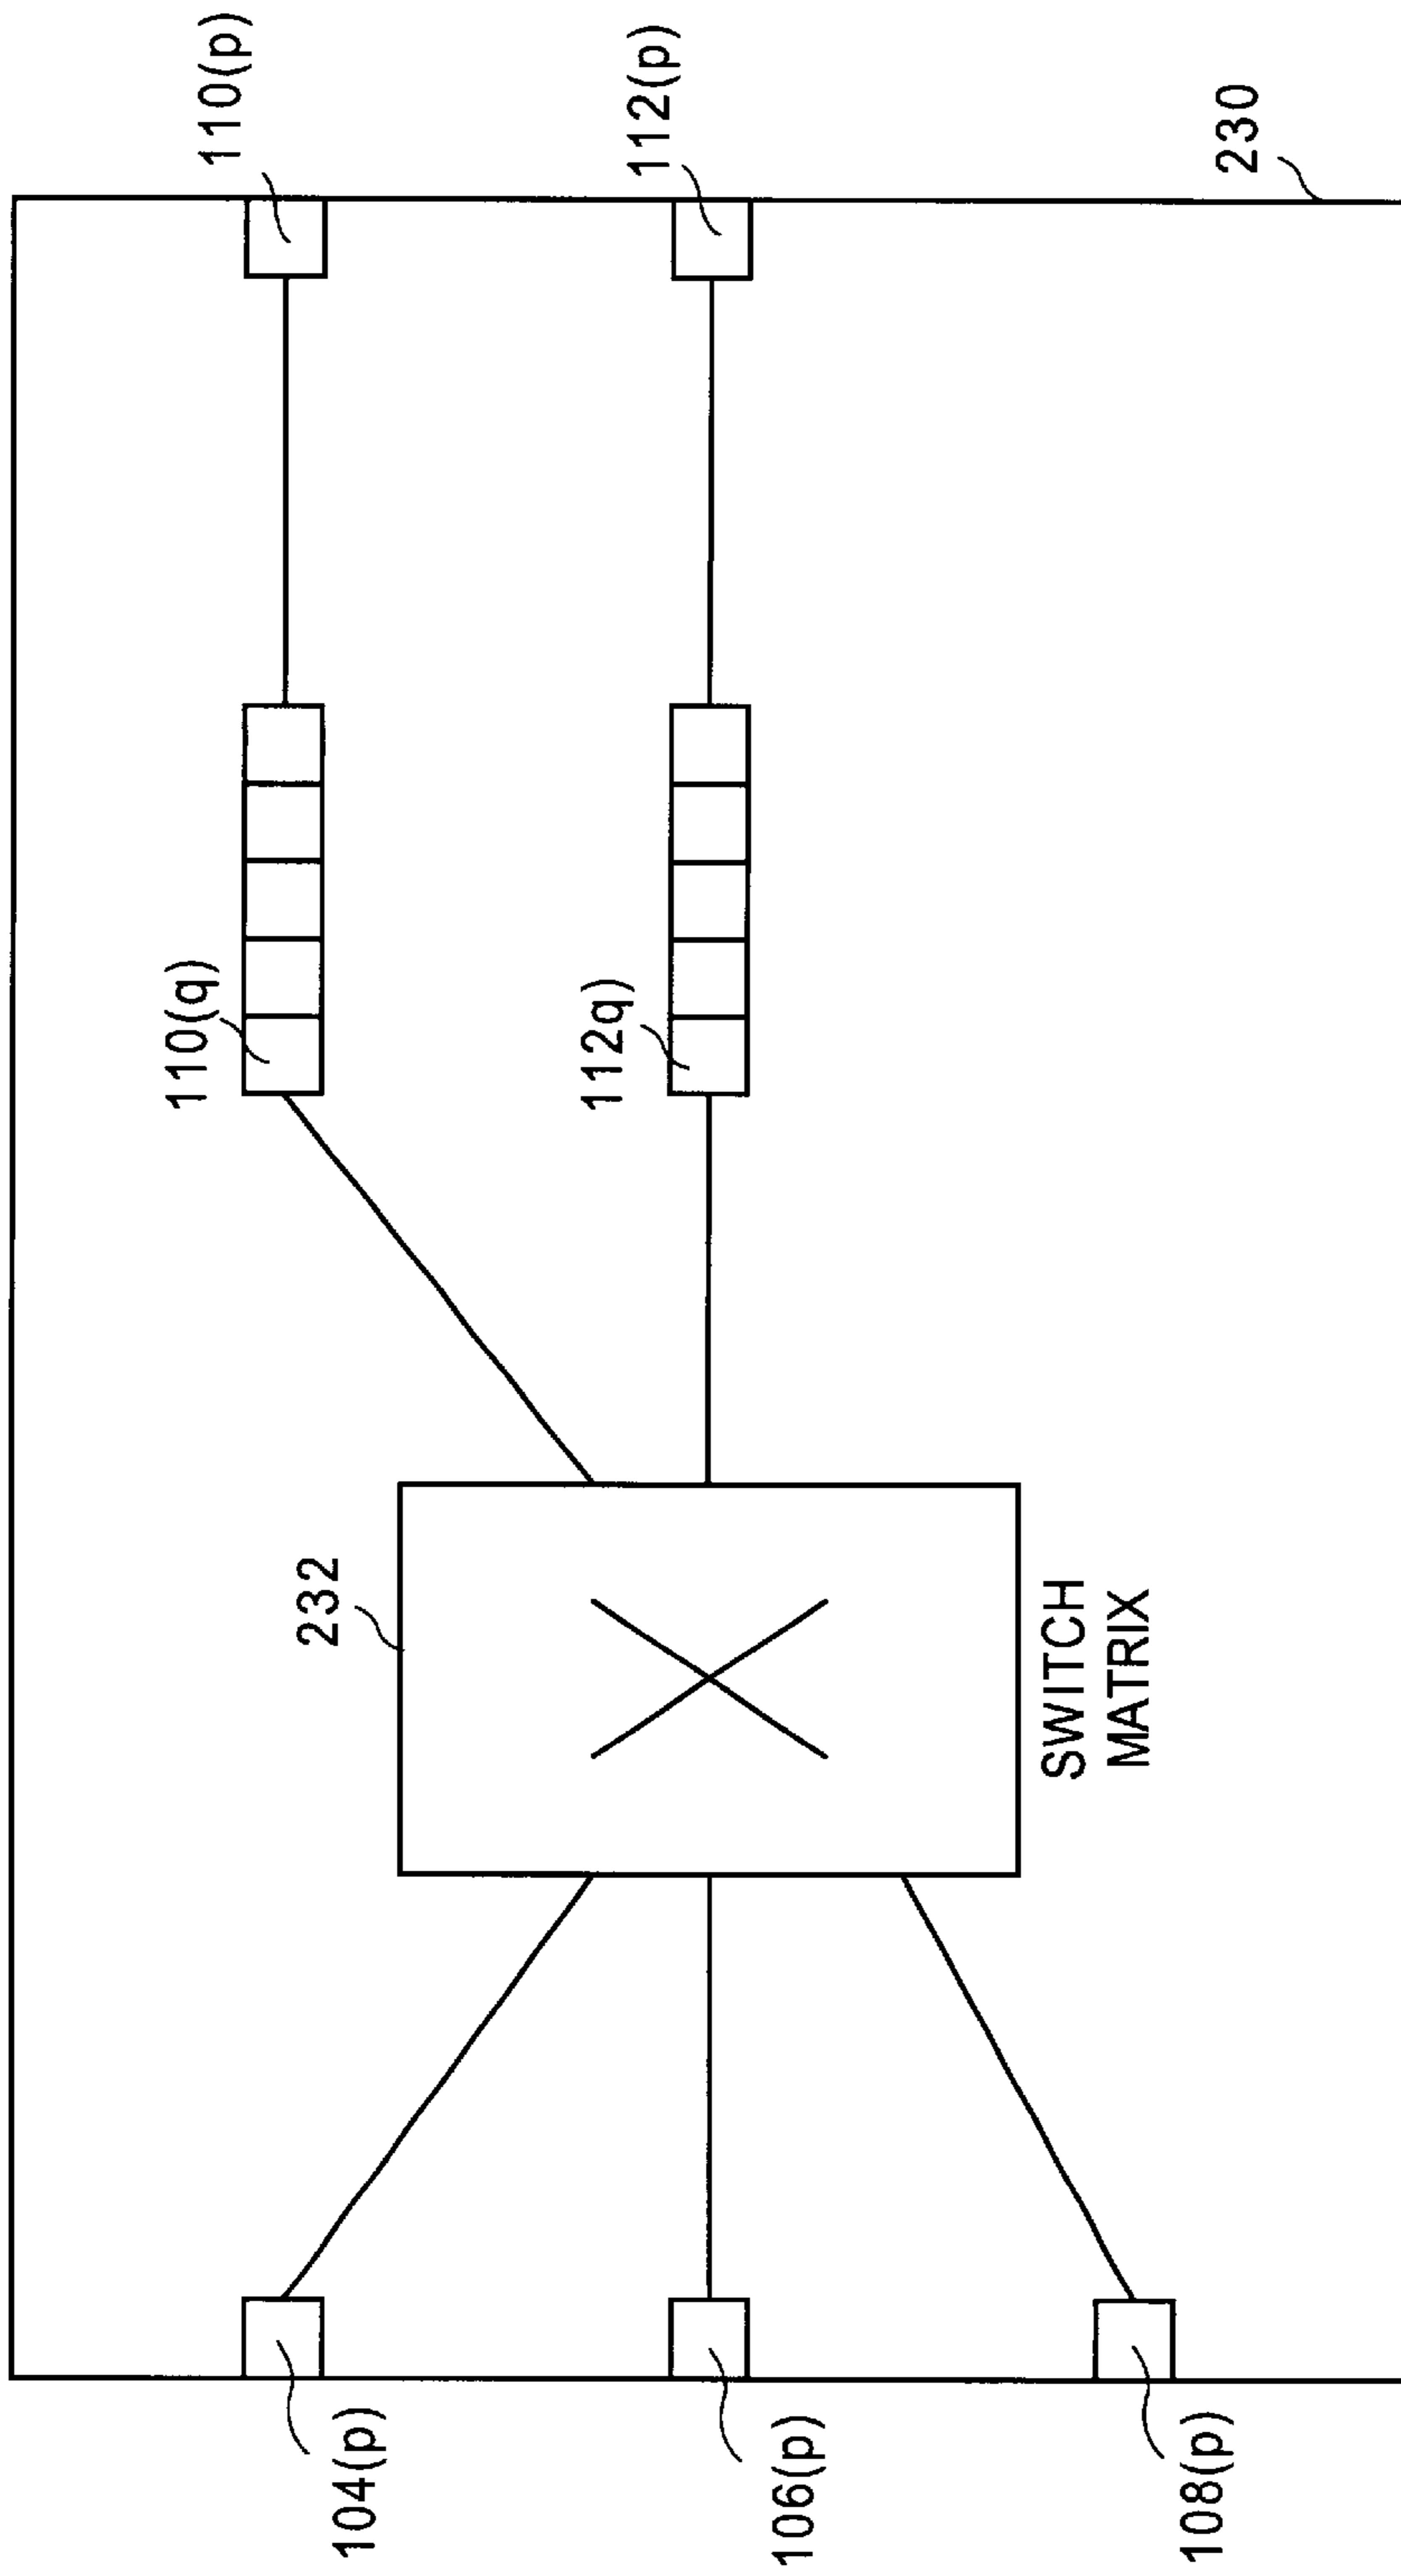 104(p)
106(p)
108(p)
232
SWITCH
MATRIX
110(q)
112q)
110(p)
112(p)
230